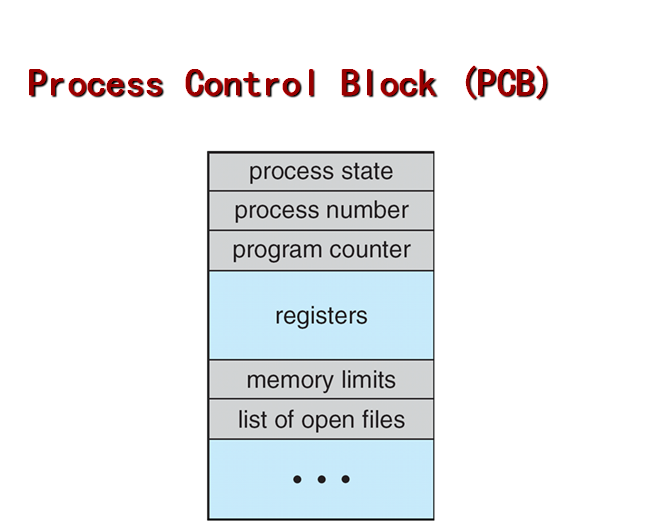 Process Control Block (PCB)
process state
process number
program counter
registers
memory limits
list of open files
• • •